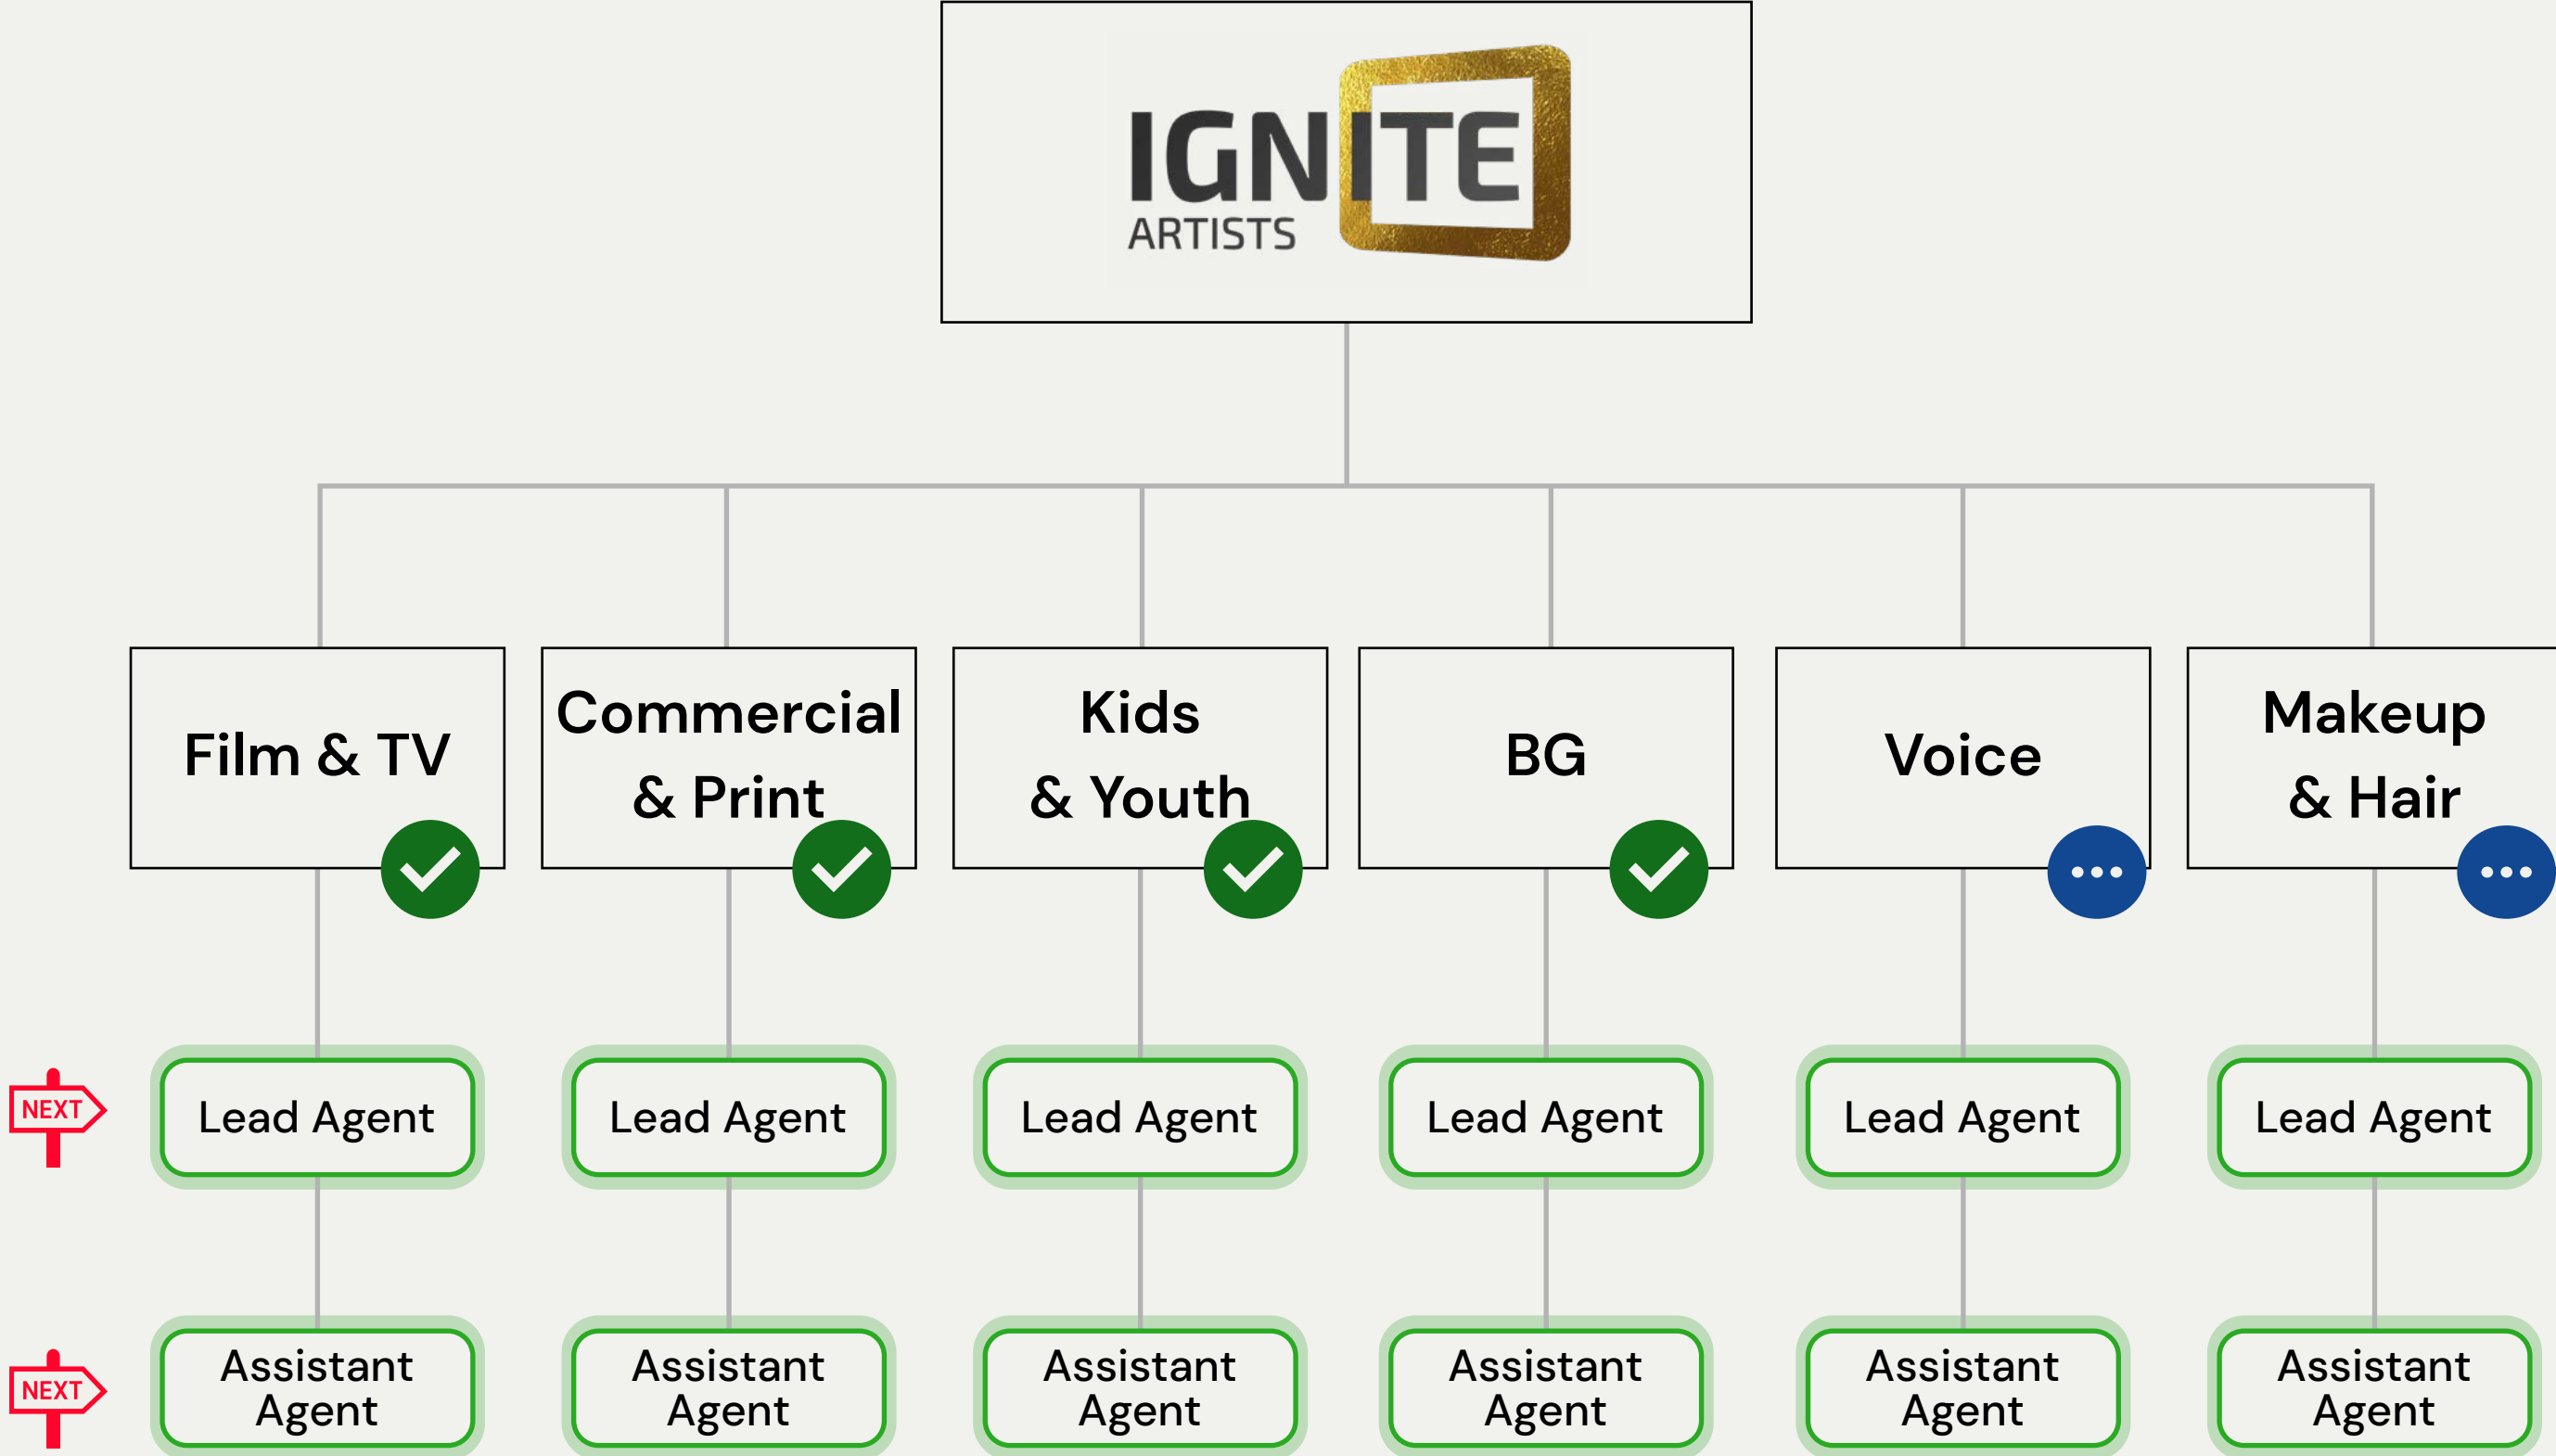 IGNITE
ARTISTS
Film & TV
Commercial
& Print
Kids
& Youth
BG
Voice
Makeup
& Hair
NEXT
Lead Agent
Lead Agent
Lead Agent
Lead Agent
Lead Agent
Lead Agent
NEXT
Assistant
Agent
Assistant
Agent
Assistant
Agent
Assistant
Agent
Assistant
Agent
Assistant
Agent